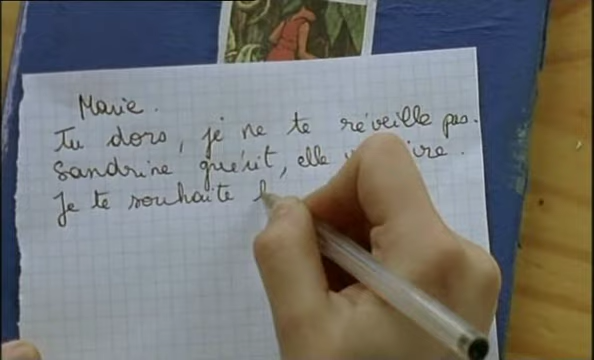 Marie.
Tu dors, je ne te réveille pas.
Sandrine guérit, elle
Je te souhaite